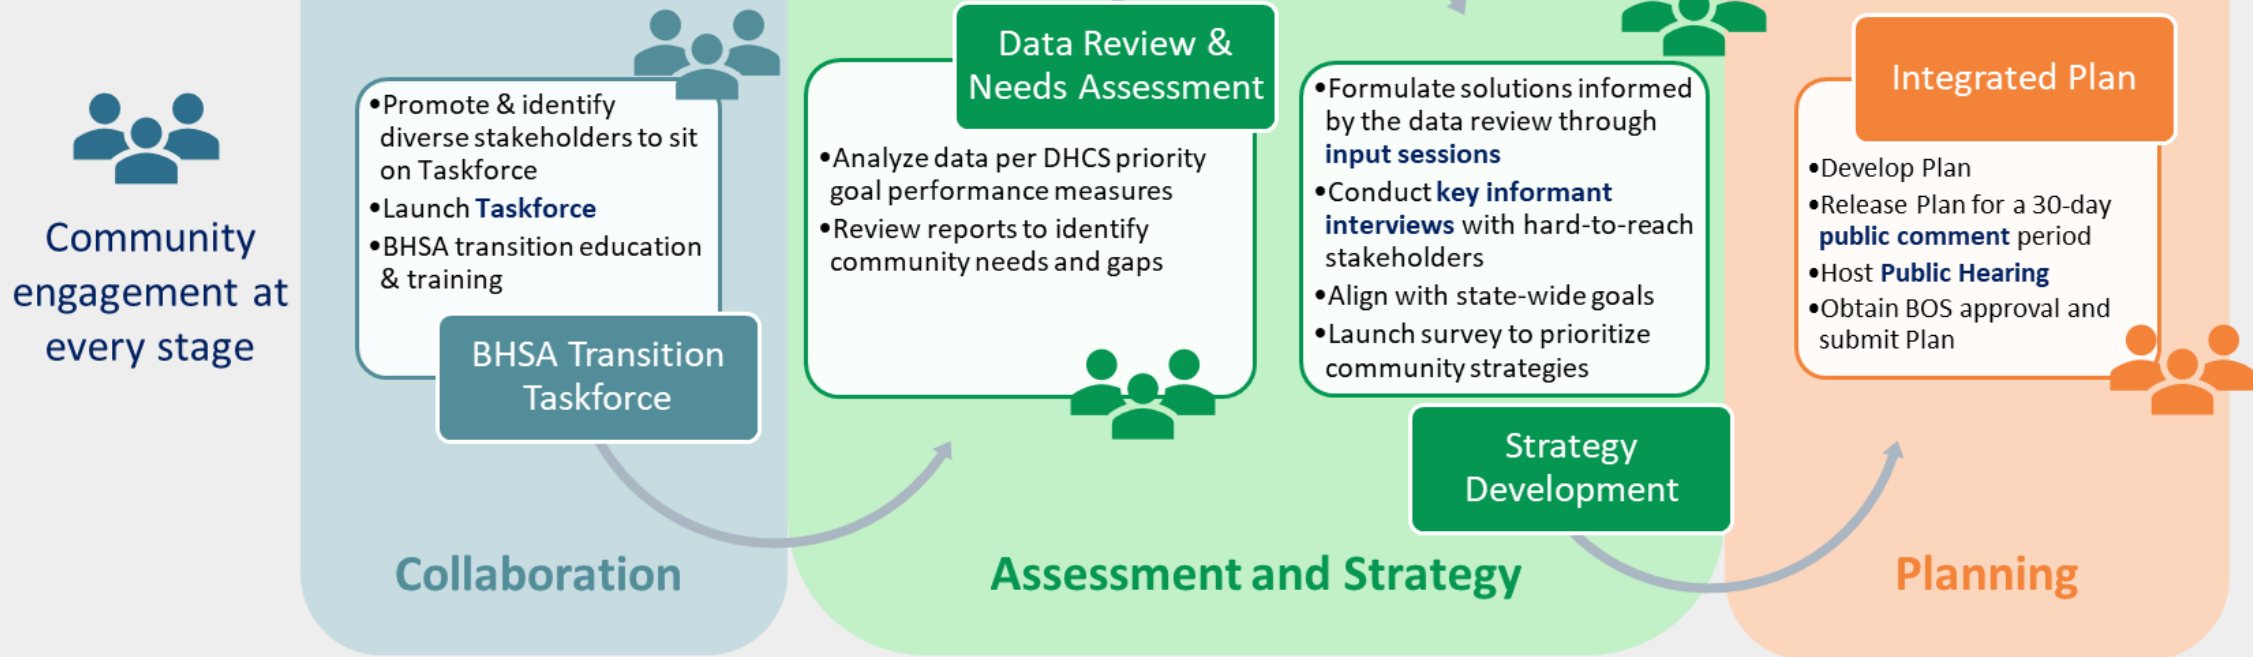 Community
engagement at
every stage
•Promote & identify
diverse stakeholders to sit
on Taskforce
•Launch Taskforce
•BHSA transition education
& training
BHSA Transition
Taskforce
Collaboration
Data Review &
Needs Assessment
•Analyze data per DHCS priority
goal performance measures
•Review reports to identify
community needs and gaps
•Formulate solutions informed
by the data review through
input sessions
•Conduct key informant
interviews with hard-to-reach
stakeholders
•Align with state-wide goals
•Launch survey to prioritize
community strategies
Strategy
Development
Assessment and Strategy
Integrated Plan
•Develop Plan
•Release Plan for a 30-day
public comment period
•Host Public Hearing
•Obtain BOS approval and
submit Plan
Planning